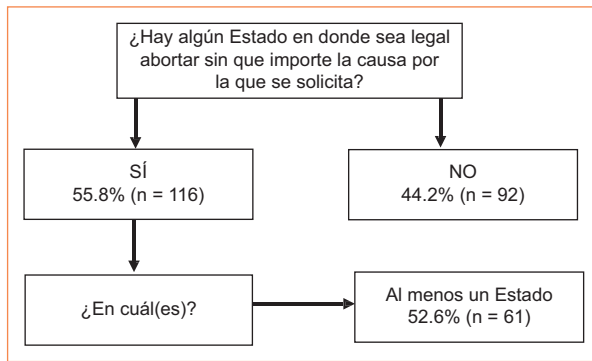 ¿Hay algún Estado en donde sea legal
abortar sin que importe la causa por
la que se solicita?
SÍ
55.8% (n = 116)
NO
44.2% (n = 92)
¿En cuál(es)?
Al menos un Estado
52.6% (n = 61)